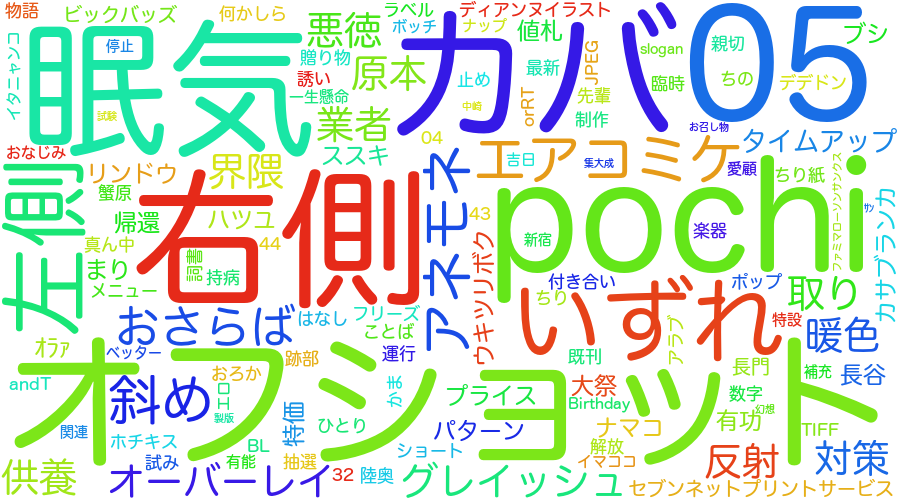 物語
ビックバッズ
何かしら
悪徳
ラベル
ディアンヌイラスト
ボッチ
ナップ
値札
カバ
05
ブシ
イタニャンコ
停止
眠気
贈り物
誘い
原本
一生懸命
業者
止め
最新
orRT
先輩
制作
JPEG
slogan
親切
ちの
臨時
デデドン
中崎
試験
04
お召し物
タイムアップ
おなじみ
リンドウ
界隈
ススキ
エアコミケ
吉日
集大成
愛顧
ちり紙
ファミマローソンサンクス
サン
カサブランカ
蟹原
帰還
ハツユ
右側
左側
アネモネ
pochi
43
44
真ん中
詞書
持病
新宿
楽器
まり
メニュー
ウキツリボク
ちり
付き合い
ポップ
取り
いずれ
おさらば
はなし
フリーズ
ことば
特設
暖色
ｵﾗｧ
ベッター
跡部
運行
既刊
アラブ
長門
補充
長谷
オフショット
andT
斜め
おろか
エロ
製版
かま
プライス
大祭
Birthday
数字
幻想
有功
TIFF
関連
ホチキス
BL
特価
ひとり
パターン
ナマコ
解放
供養
試み
有能
抽選
ショート
イマココ
反射
対策
オーバーレイ
32
陸奥
グレイッシュ
セブンネットプリントサービス